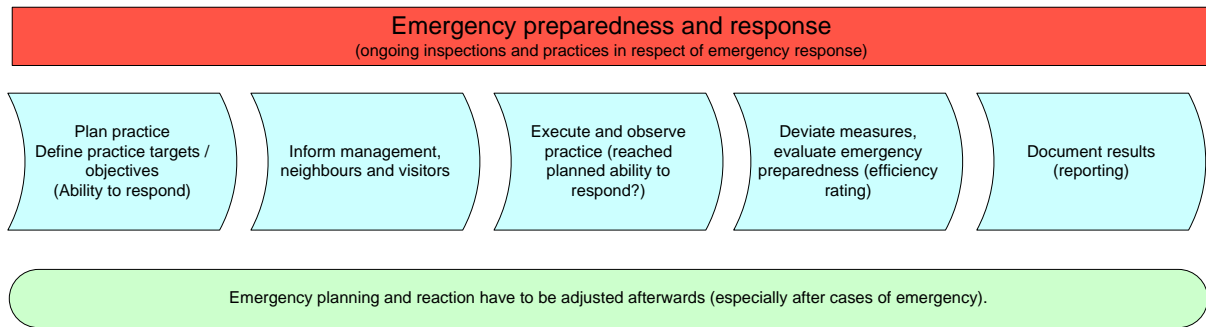 Emergency preparedness and response
(ongoing inspections and practices in respect of emergency response)
Plan practice
Define practice targets /
objectives
(Ability to respond)
Inform management,
neighbours and visitors
Execute and observe
practice (reached
planned ability to
respond?)
Deviate measures,
evaluate emergency
preparedness (efficiency
rating)
Document results
(reporting)
Emergency planning and reaction have to be adjusted afterwards (especially after cases of emergency).